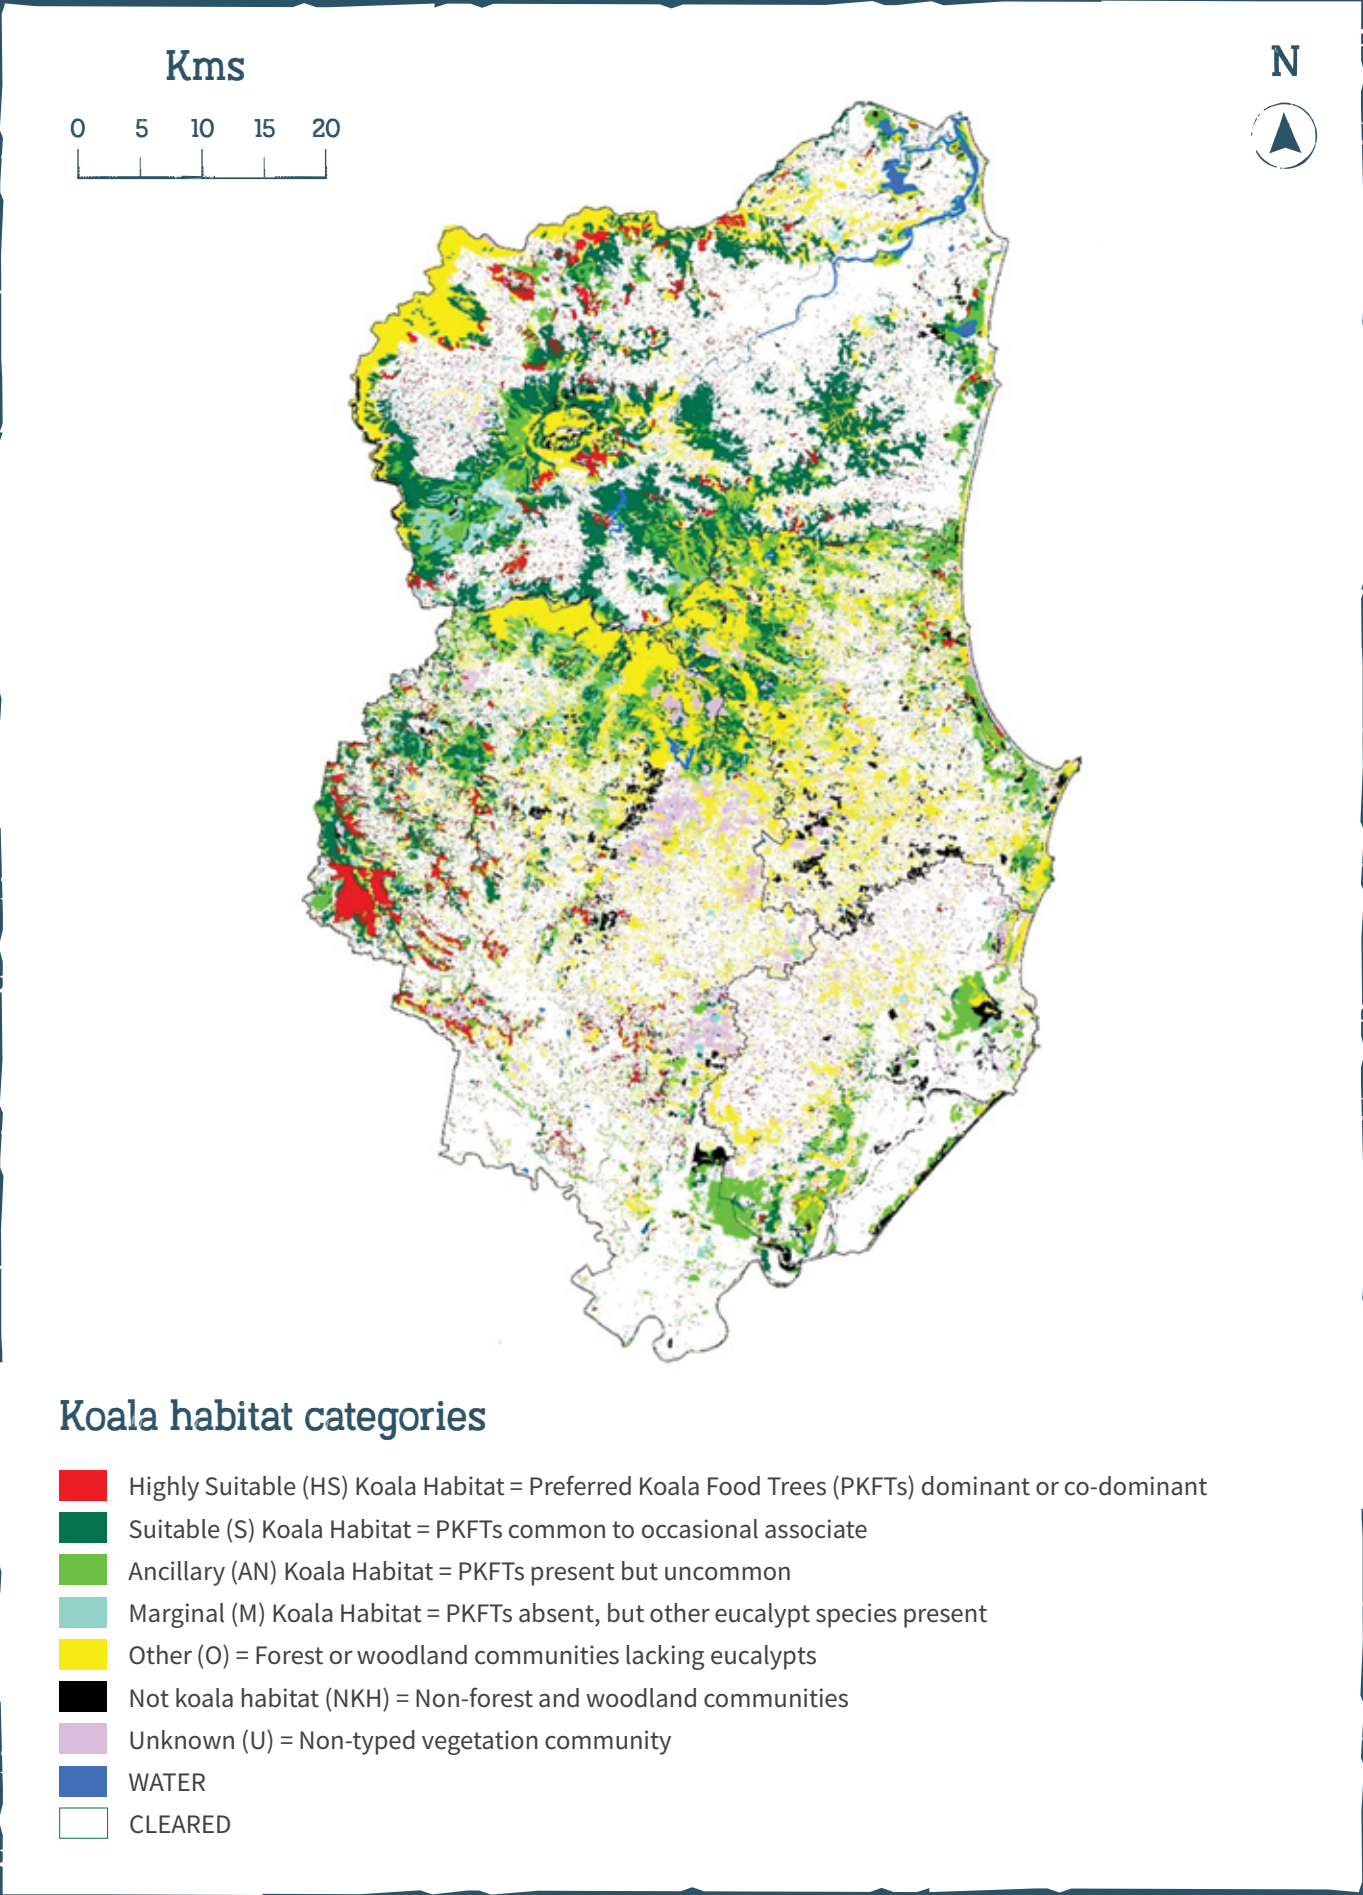 Kms
N
0 5 10 15 20
Koala habitat categories
Highly Suitable (HS) Koala Habitat = Preferred Koala Food Trees (PKFTs) dominant or co-dominant
Suitable (S) Koala Habitat = PKFTs common to occasional associate
Ancillary (AN) Koala Habitat = PKFTs present but uncommon
Marginal (M) Koala Habitat = PKFTs absent, but other eucalypt species present
Other (O) = Forest or woodland communities lacking eucalypts
Not koala habitat (NKH) = Non-forest and woodland communities
Unknown (U) = Non-typed vegetation community
WATER
CLEARED